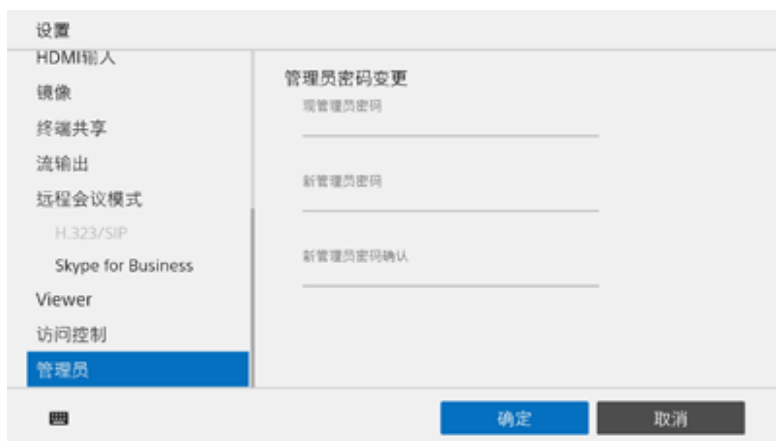 设置
HDMI输入
镜像
终端共享
流输出
远程会议模式
H.323/SIP
Skype for Business
Viewer
访问控制
管理员
管理员密码变更
现管理员密码
新管理员密码
新管理员密码确认
确定
取消